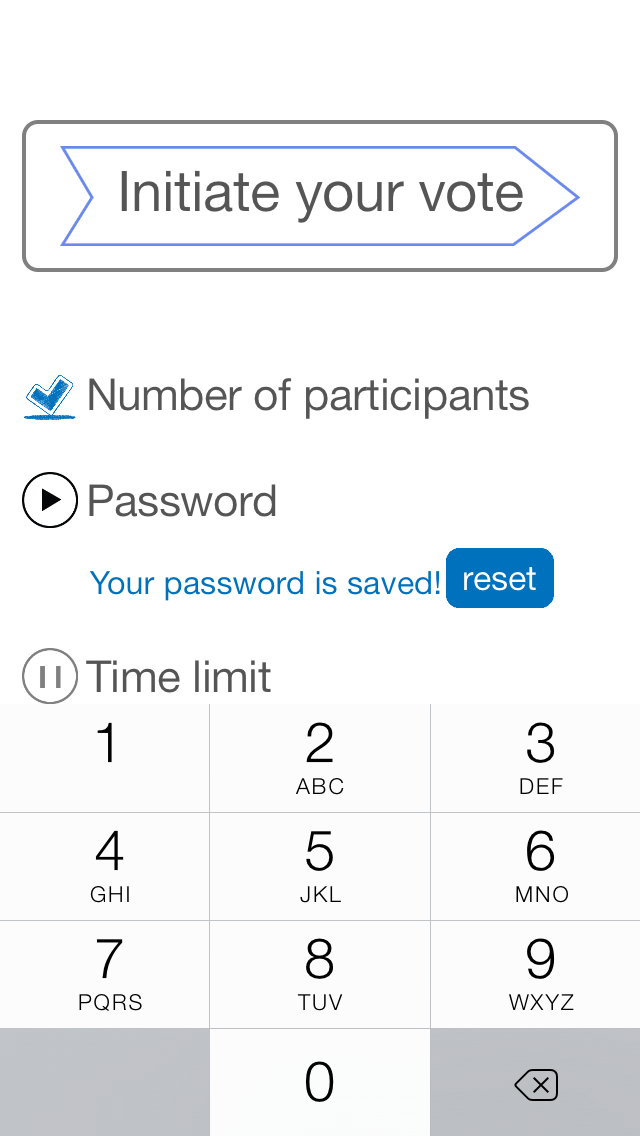 Initiate your vote
Number of participants
Password
Your password is saved! reset
Time limit
1 2 3
ABC DEF
4 5 6
GHI JKL MNO
7 8 9
PQRS TUV WXYZ
0